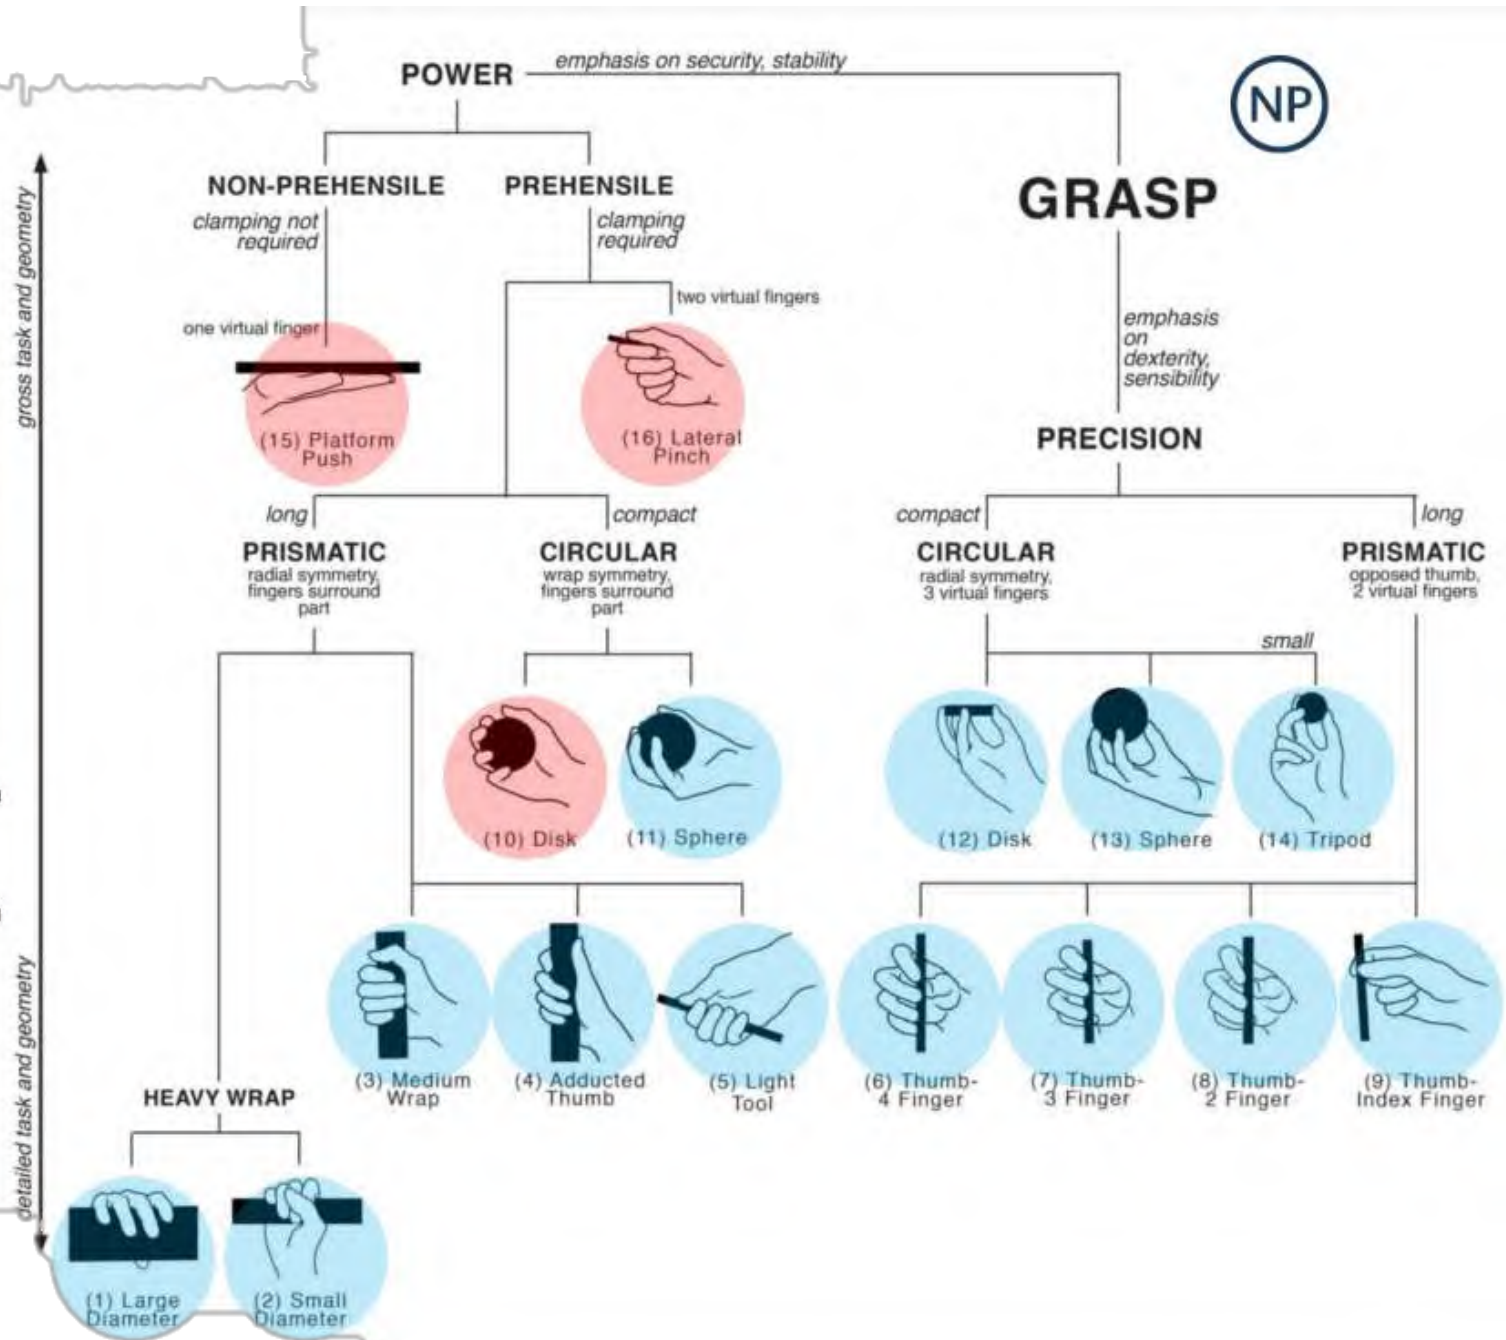 POWER
emphasis on security, stability
NP
GRASP
NON-PREHENSILE
clamping not
required
one virtual finger
PREHENSILE
clamping
required
two virtual fingers
gross task and geometry
(15) Platform
Push
(16) Lateral
Pinch
emphasis
on
dexterity,
sensibility
PRECISION
long
PRISMATIC
radial symmetry,
fingers surround
part
compact
CIRCULAR
wrap symmetry,
fingers surround
part
compact
CIRCULAR
radial symmetry,
3 virtual fingers
long
PRISMATIC
opposed thumb,
2 virtual fingers
small
(10) Disk
(11) Sphere
(12) Disk
(13) Sphere
(14) Tripod
(3) Medium
Wrap
(4) Adducted
Thumb
(5) Light
Tool
(6) Thumb-
4 Finger
(7) Thumb-
3 Finger
(8) Thumb-
2 Finger
(9) Thumb-
Index Finger
detailed task and geometry
HEAVY WRAP
(1) Large
Diameter
(2) Small
Diameter